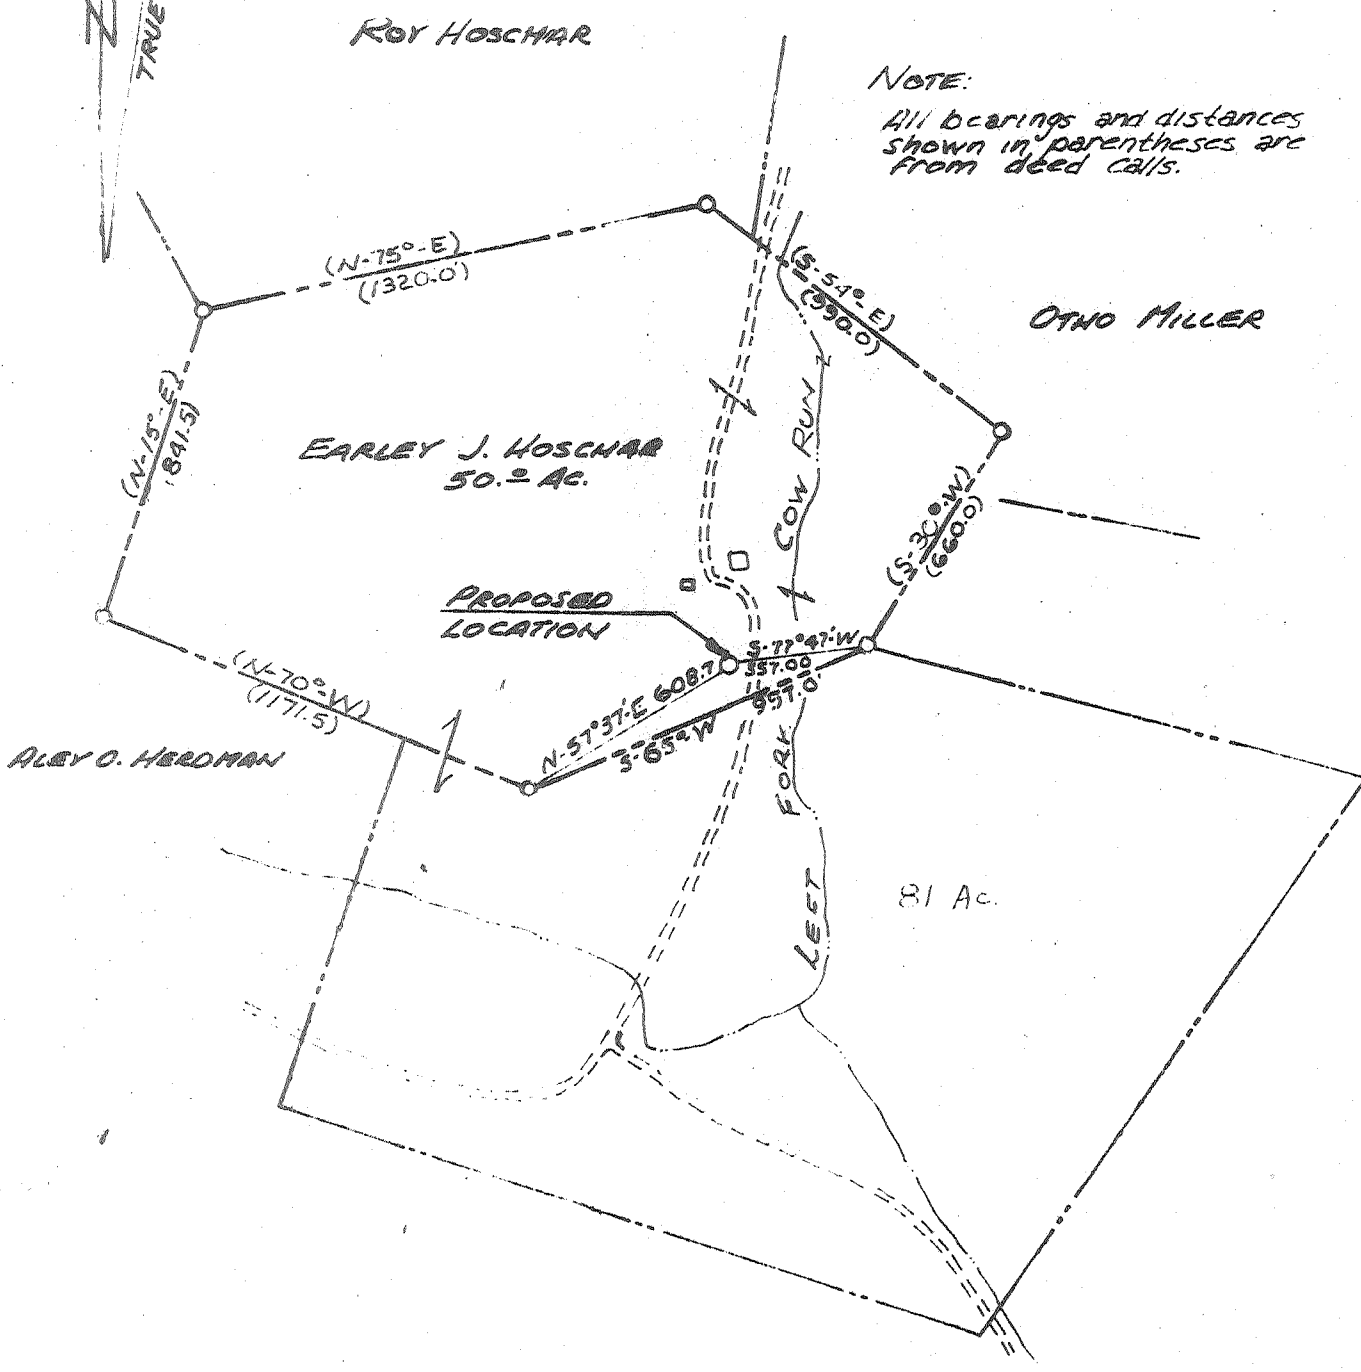 N
TRUE
ROY HOSCHAR
NOTE:
All bearings and distances
shown in parentheses are
from deed calls.
(N-75°-E)
(1320.0')
(S-54°-E)
(990.0)
OTHO MILLER
(N-15°-E)
(841.5)
EARLEY J. HOSCHAR
50.± AC.
COW RUN
(S-30°-W)
(660.0)
PROPOSED
LOCATION
S-77°47'-W
357.00
957.0'
N-57°37'-E 608.7
S-65°-W
(N-70°-W)
(1171.5)
ALEY O. HERDMAN
FORK
LEFT
81 Ac.